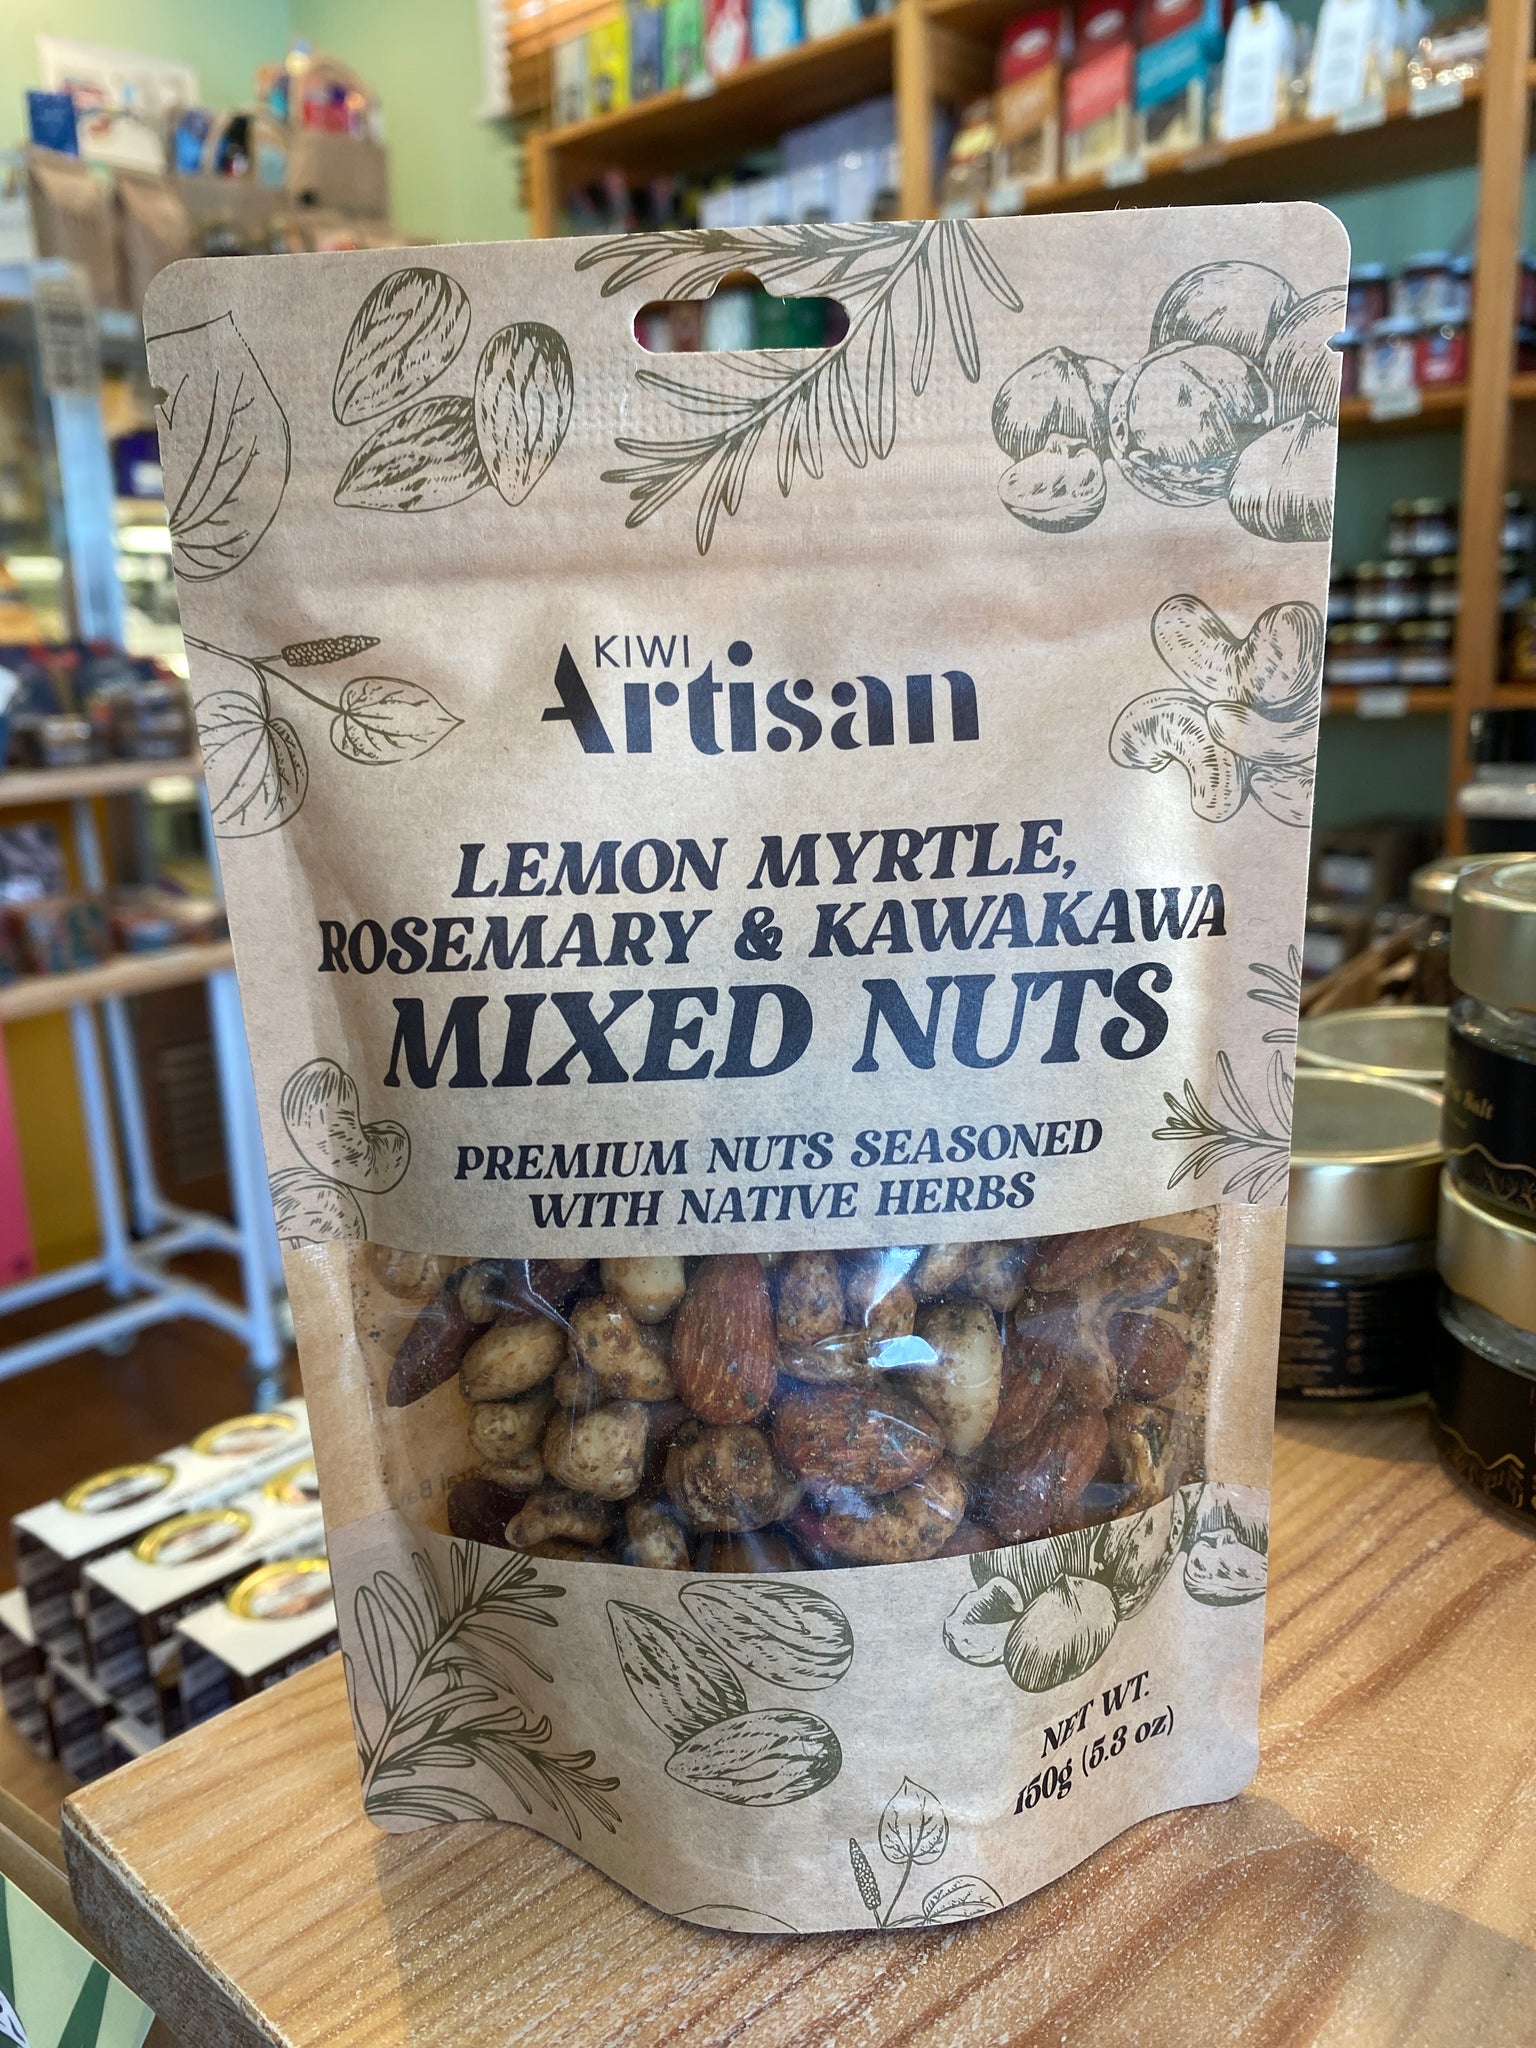 KIWI
Artisan
LEMON MYRTLE,
ROSEMARY & KAWAKAWA
MIXED NUTS
PREMIUM NUTS SEASONED
WITH NATIVE HERBS
NET WT.
150g (5.3 oz)
Salt